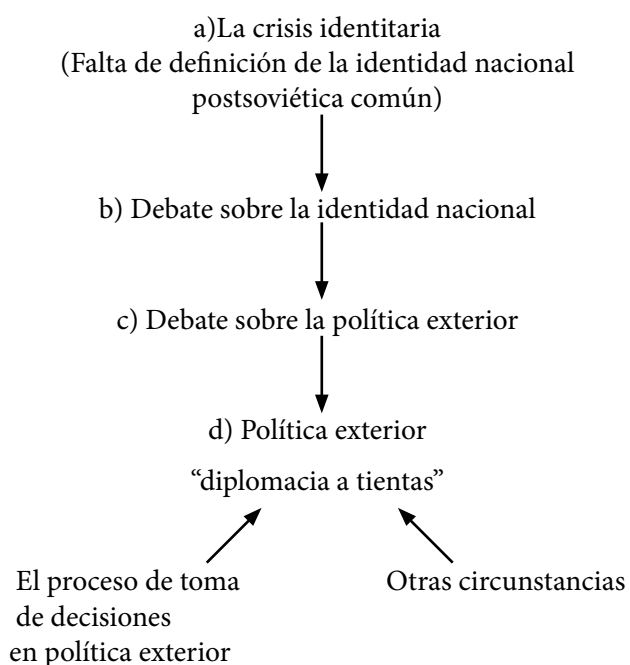 a)La crisis identitaria
(Falta de definición de la identidad nacional
postsoviética común)
b) Debate sobre la identidad nacional
c) Debate sobre la política exterior
d) Política exterior
“diplomacia a tientas”
El proceso de toma
de decisiones
en política exterior
Otras circunstancias